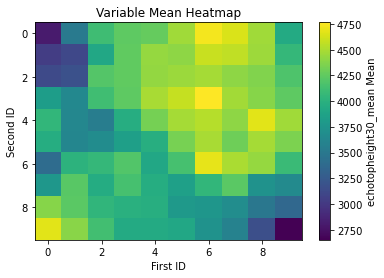 Variable Mean Heatmap
0
2
4
6
8
Second ID
0 2 4 6 8
First ID
4750
4500
4250
4000
3750
3500
3250
3000
2750
echotopheight30_mean Mean